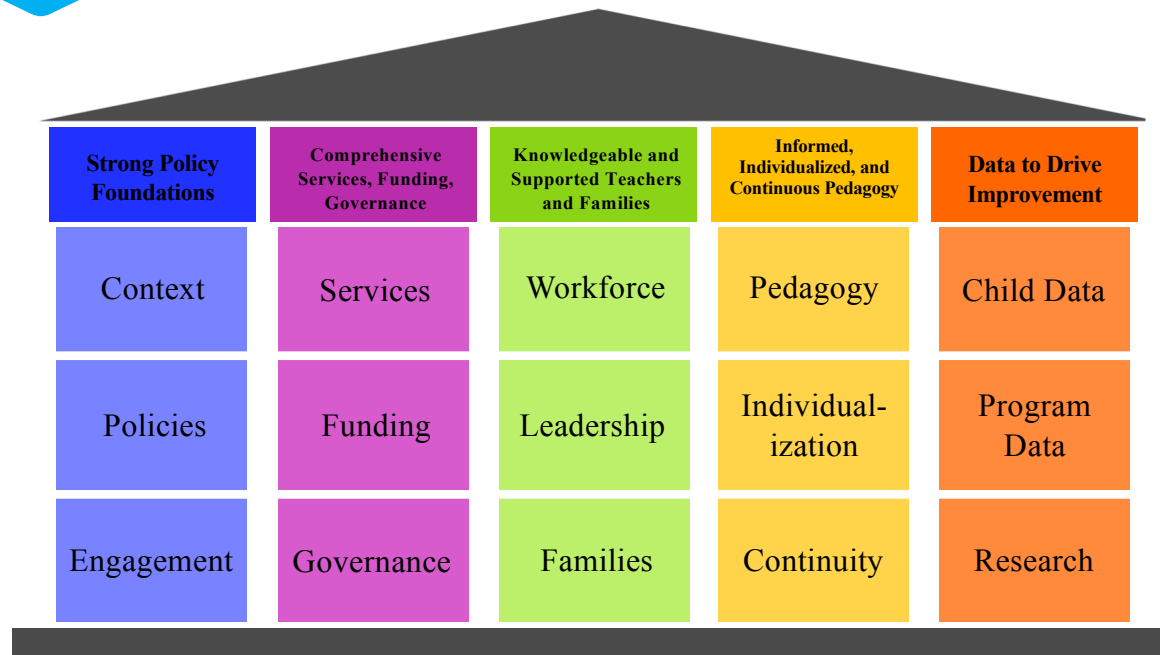 Strong Policy
Foundations
Comprehensive
Services, Funding,
Governance
Knowledgeable and
Supported Teachers
and Families
Informed,
Individualized, and
Continuous Pedagogy
Data to Drive
Improvement
Context
Services
Workforce
Pedagogy
Child Data
Policies
Funding
Leadership
Individual-
ization
Program
Data
Engagement
Governance
Families
Continuity
Research